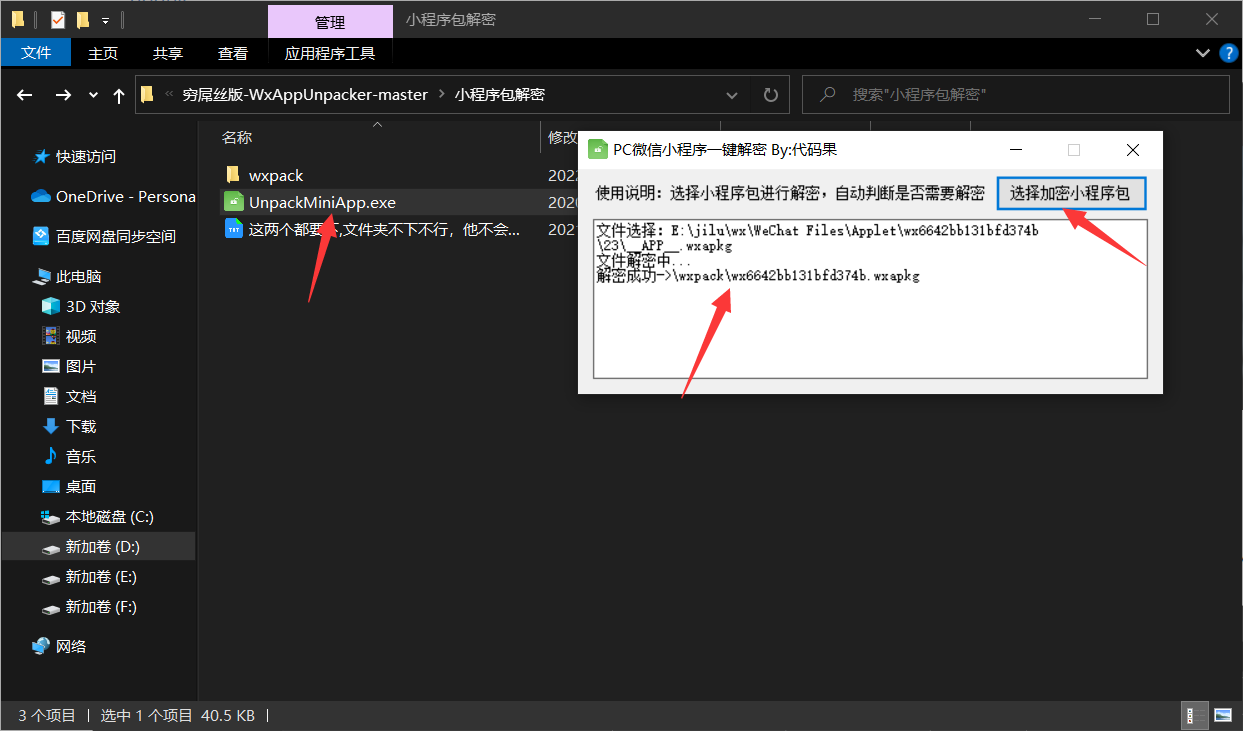 管理
小程序包解密
文件
主页
共享
查看
应用程序工具
?
« 穷屌丝版-WxAppUnpacker-master › 小程序包解密
搜索"小程序包解密"
快速访问
OneDrive - Persona
百度网盘同步空间
此电脑
3D 对象
视频
图片
文档
下载
音乐
桌面
本地磁盘 (C:)
新加卷 (D:)
新加卷 (E:)
新加卷 (F:)
网络
名称
修改
wxpack
2022
UnpackMiniApp.exe
2020
TXT
这两个都要下,文件夹不下不行，他不会...
202
PC微信小程序一键解密 By:代码果
使用说明：选择小程序包进行解密，自动判断是否需要解密
选择加密小程序包
文件选择: E:\jilu\wx\WeChat Files\Applet\wx6642bb131bfd374b
\23\__APP__.wxapkg
文件解密中...
解密成功->\wxpack\wx6642bb131bfd374b.wxapkg
3 个项目
选中 1 个项目 40.5 KB